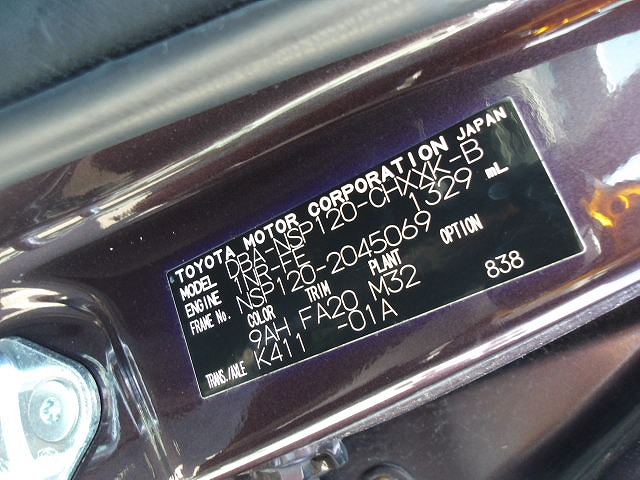 TOYOTA MOTOR CORPORATION JAPAN
MODEL DBA-NSP120-CHXXK-B
ENGINE 1NR-FE 1329 mL
FRAME No. NSP120-2045069
COLOR TRIM PLANT OPTION
9AH FA20 M32 838
TRANS./AXLE K411 -01A